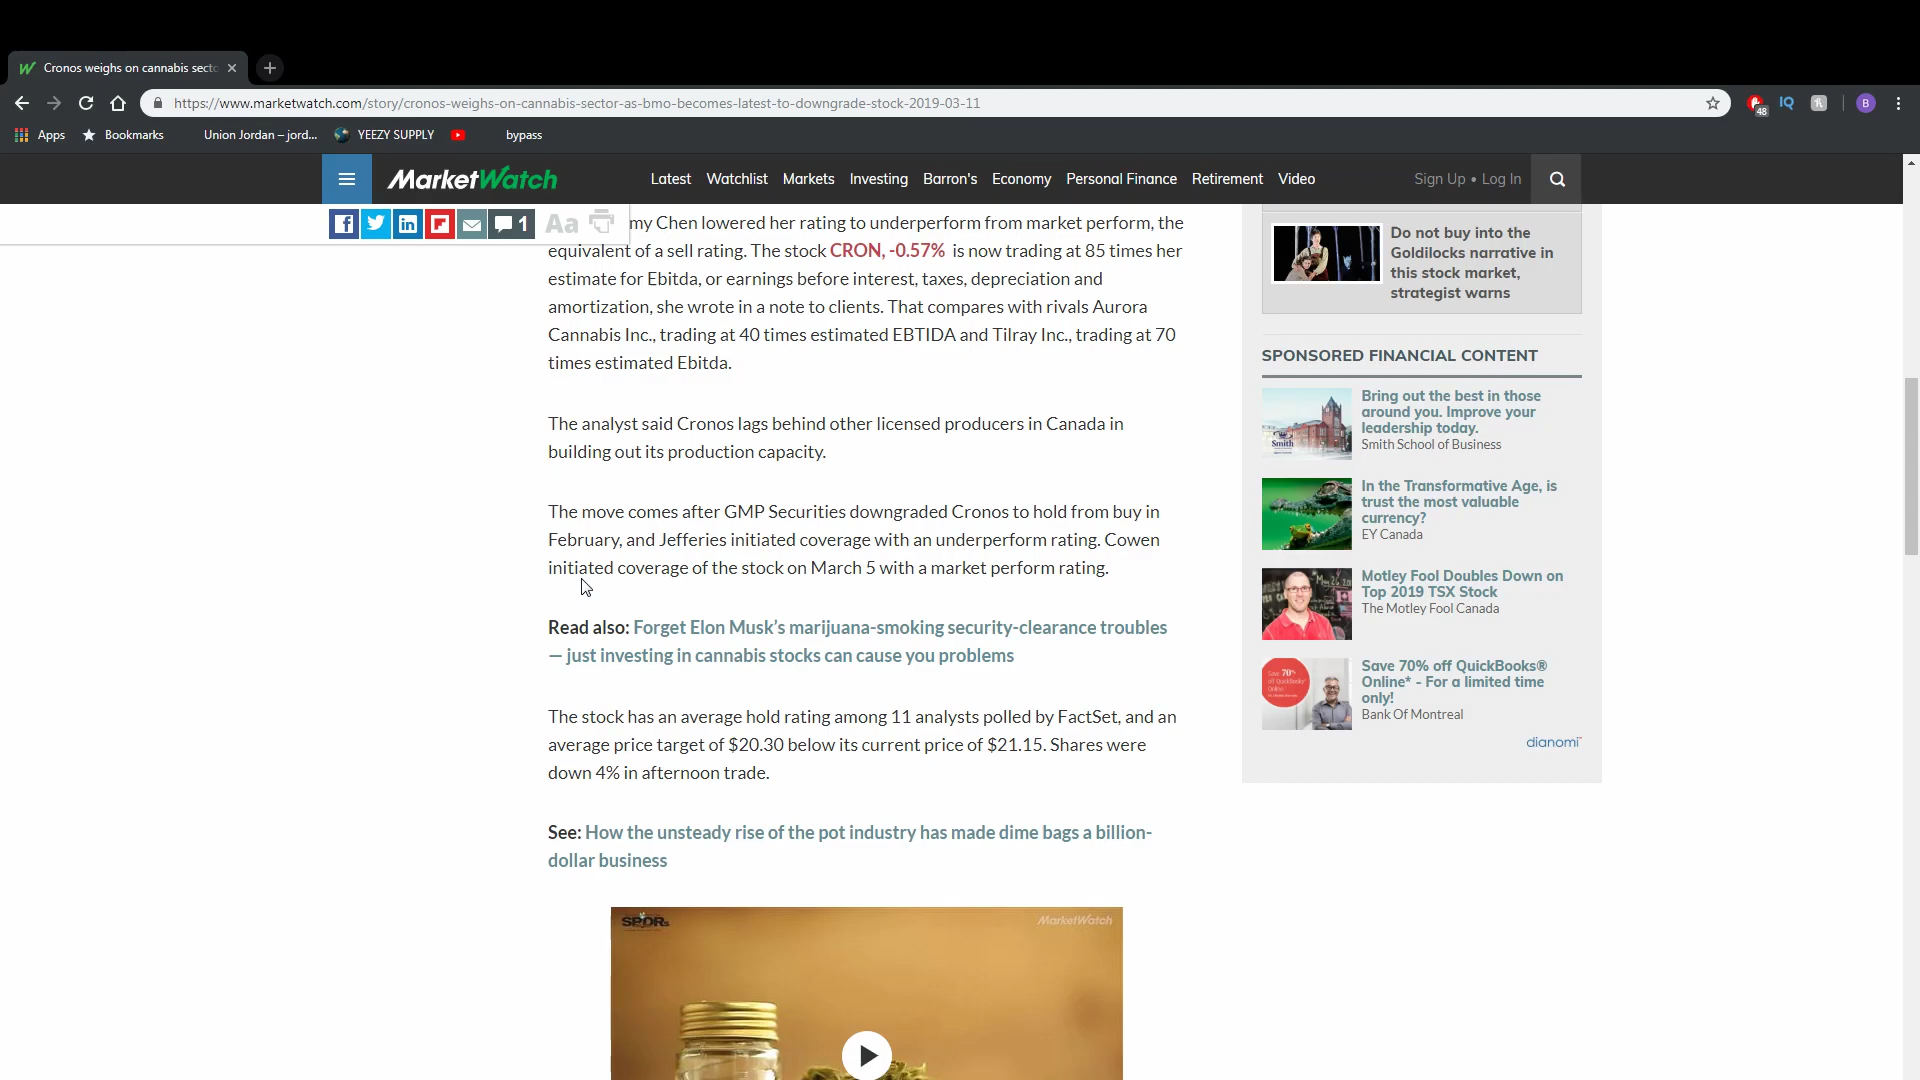 Cronos weighs on cannabis secto
https://www.marketwatch.com/story/cronos-weighs-on-cannabis-sector-as-bmo-becomes-latest-to-downgrade-stock-2019-03-11
48
IQ
B
Apps
Bookmarks
Union Jordan – jord...
YEEZY SUPPLY
bypass
MarketWatch
Latest
Watchlist
Markets
Investing
Barron's
Economy
Personal Finance
Retirement
Video
Sign Up • Log In
1
Aa
my Chen lowered her rating to underperform from market perform, the
equivalent of a sell rating. The stock CRON, -0.57% is now trading at 85 times her
estimate for Ebitda, or earnings before interest, taxes, depreciation and
amortization, she wrote in a note to clients. That compares with rivals Aurora
Cannabis Inc., trading at 40 times estimated EBTIDA and Tilray Inc., trading at 70
times estimated Ebitda.
The analyst said Cronos lags behind other licensed producers in Canada in
building out its production capacity.
The move comes after GMP Securities downgraded Cronos to hold from buy in
February, and Jefferies initiated coverage with an underperform rating. Cowen
initiated coverage of the stock on March 5 with a market perform rating.
Read also: Forget Elon Musk's marijuana-smoking security-clearance troubles
— just investing in cannabis stocks can cause you problems
The stock has an average hold rating among 11 analysts polled by FactSet, and an
average price target of $20.30 below its current price of $21.15. Shares were
down 4% in afternoon trade.
See: How the unsteady rise of the pot industry has made dime bags a billion-
dollar business
SPDRs
MarketWatch
Do not buy into the
Goldilocks narrative in
this stock market,
strategist warns
SPONSORED FINANCIAL CONTENT
Smith
Bring out the best in those
around you. Improve your
leadership today.
Smith School of Business
In the Transformative Age, is
trust the most valuable
currency?
EY Canada
Motley Fool Doubles Down on
Top 2019 TSX Stock
The Motley Fool Canada
Save 70% off QuickBooks®
Online* - For a limited time
only!
Bank Of Montreal
dianomi